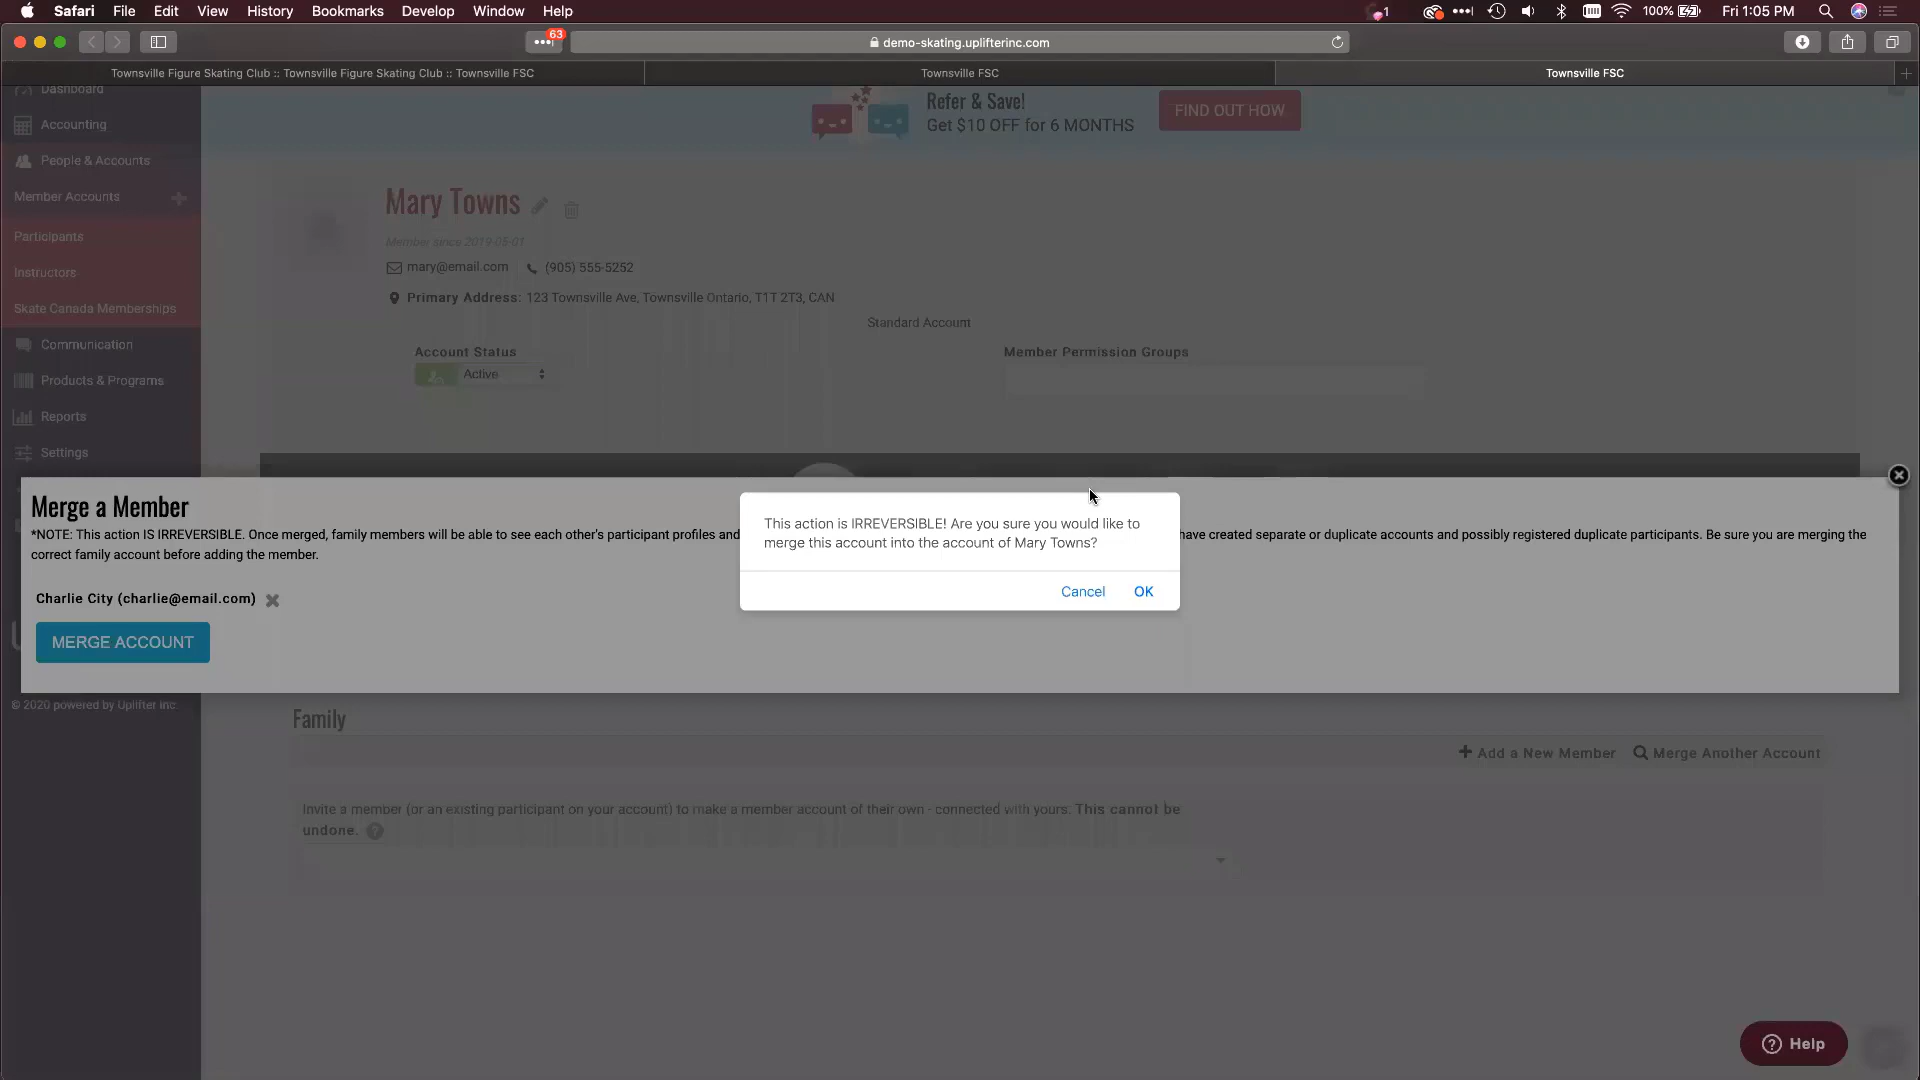 Safari File Edit View History Bookmarks Develop Window Help
1 100% Fri 1:05 PM
63
demo-skating.uplifterinc.com
Townsville Figure Skating Club :: Townsville Figure Skating Club :: Townsville FSC
Townsville FSC
Townsville FSC
Dashboard
Accounting
People & Accounts
Member Accounts
Participants
Instructors
Skate Canada Memberships
Communication
Products & Programs
Reports
Settings
© 2020 powered by Uplifter Inc.
Refer & Save!
Get $10 OFF for 6 MONTHS
FIND OUT HOW
Mary Towns
Member since 2019-05-01
mary@email.com (905) 555-5252
Primary Address: 123 Townsville Ave, Townsville Ontario, T1T 2T3, CAN
Standard Account
Account Status
Active
Member Permission Groups
Merge a Member
*NOTE: This action IS IRREVERSIBLE. Once merged, family members will be able to see each other's participant profiles and have created separate or duplicate accounts and possibly registered duplicate participants. Be sure you are merging the
correct family account before adding the member.
Charlie City (charlie@email.com)
MERGE ACCOUNT
This action is IRREVERSIBLE! Are you sure you would like to
merge this account into the account of Mary Towns?
Cancel OK
Family
Add a New Member Merge Another Account
Invite a member (or an existing participant on your account) to make a member account of their own - connected with yours. This cannot be
undone. ?
Help